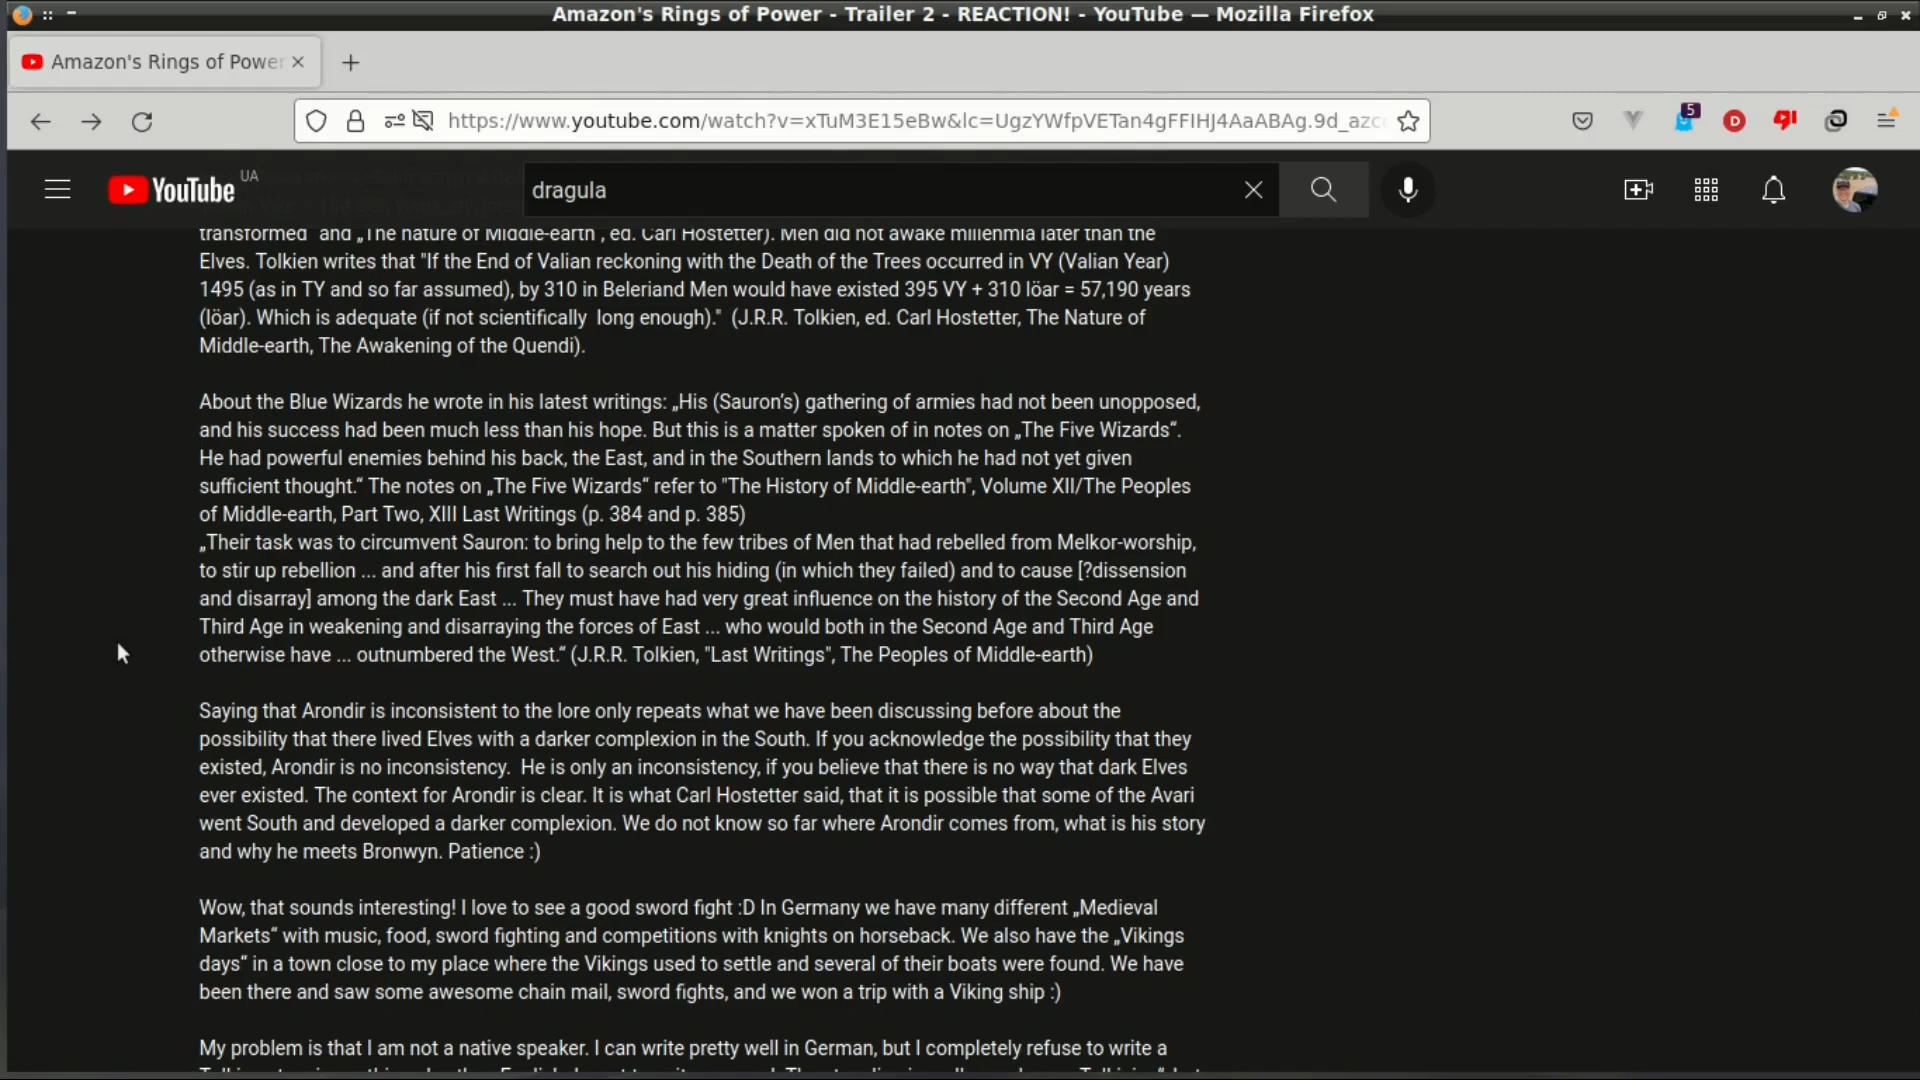 Amazon's Rings of Power - Trailer 2 - REACTION! - YouTube — Mozilla Firefox
Amazon's Rings of Power
https://www.youtube.com/watch?v=xTuM3E15eBw&lc=UgzYWfpVETan4gFFIHJ4AaABAg.9d_azc
5
D
YouTube UA
dragula
transformed" and „The nature of Middle-earth", ed. Carl Hostetter). Men did not awake millennia later than the
Elves. Tolkien writes that "If the End of Valian reckoning with the Death of the Trees occurred in VY (Valian Year)
1495 (as in TY and so far assumed), by 310 in Beleriand Men would have existed 395 VY + 310 löar = 57,190 years
(löar). Which is adequate (if not scientifically  long enough)."  (J.R.R. Tolkien, ed. Carl Hostetter, The Nature of
Middle-earth, The Awakening of the Quendi).
About the Blue Wizards he wrote in his latest writings: „His (Sauron's) gathering of armies had not been unopposed,
and his success had been much less than his hope. But this is a matter spoken of in notes on „The Five Wizards“.
He had powerful enemies behind his back, the East, and in the Southern lands to which he had not yet given
sufficient thought.“ The notes on „The Five Wizards“ refer to "The History of Middle-earth", Volume XII/The Peoples
of Middle-earth, Part Two, XIII Last Writings (p. 384 and p. 385)
„Their task was to circumvent Sauron: to bring help to the few tribes of Men that had rebelled from Melkor-worship,
to stir up rebellion ... and after his first fall to search out his hiding (in which they failed) and to cause [?dissension
and disarray] among the dark East ... They must have had very great influence on the history of the Second Age and
Third Age in weakening and disarraying the forces of East ... who would both in the Second Age and Third Age
otherwise have ... outnumbered the West.“ (J.R.R. Tolkien, "Last Writings", The Peoples of Middle-earth)
Saying that Arondir is inconsistent to the lore only repeats what we have been discussing before about the
possibility that there lived Elves with a darker complexion in the South. If you acknowledge the possibility that they
existed, Arondir is no inconsistency.  He is only an inconsistency, if you believe that there is no way that dark Elves
ever existed. The context for Arondir is clear. It is what Carl Hostetter said, that it is possible that some of the Avari
went South and developed a darker complexion. We do not know so far where Arondir comes from, what is his story
and why he meets Bronwyn. Patience :)
Wow, that sounds interesting! I love to see a good sword fight :D In Germany we have many different „Medieval
Markets“ with music, food, sword fighting and competitions with knights on horseback. We also have the „Vikings
days“ in a town close to my place where the Vikings used to settle and several of their boats were found. We have
been there and saw some awesome chain mail, sword fights, and we won a trip with a Viking ship :)
My problem is that I am not a native speaker. I can write pretty well in German, but I completely refuse to write a